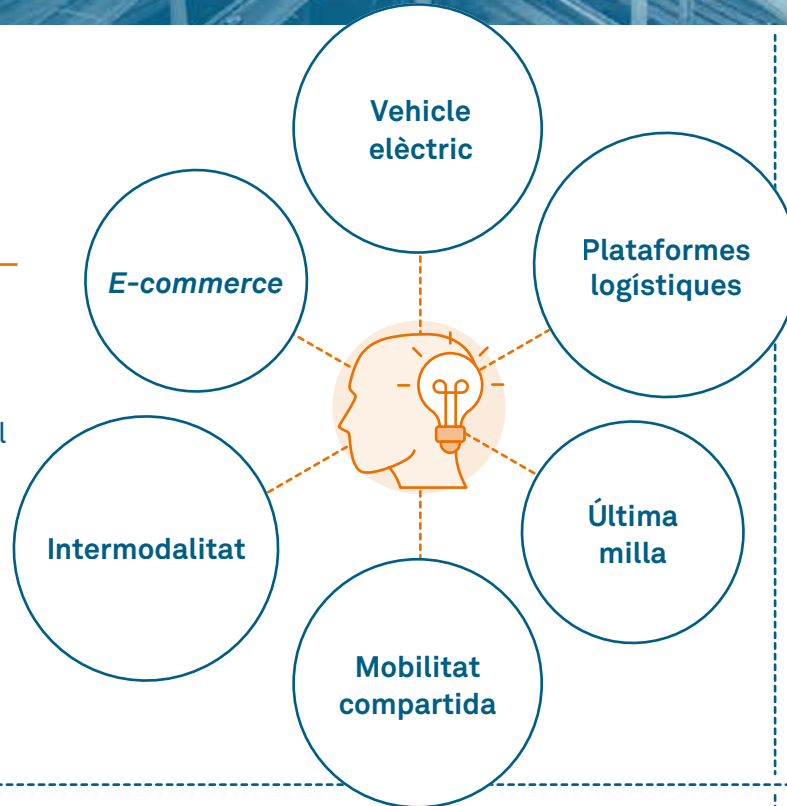 Vehicle
elèctric
Plataformes
logístiques
E-commerce
l
Última
milla
Intermodalitat
Mobilitat
compartida